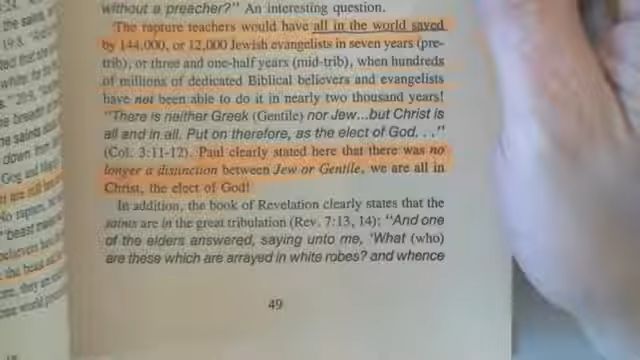 without a preacher?" An interesting question.
The rapture teachers would have all in the world saved
by 144,000, or 12,000 Jewish evangelists in seven years (pre-
trib), or three and one-half years (mid-trib), when hundreds
of millions of dedicated Biblical believers and evangelists
have not been able to do it in nearly two thousand years!
"There is neither Greek (Gentile) nor Jew...but Christ is
all and in all. Put on therefore, as the elect of God. . ."
(Col. 3:11-12). Paul clearly stated here that there was no
longer a distinction between Jew or Gentile, we are all in
Christ, the elect of God!
In addition, the book of Revelation clearly states that the
saints are in the great tribulation (Rev. 7:13, 14); "And one
of the elders answered, saying unto me, 'What (who)
are these which are arrayed in white robes? and whence
49